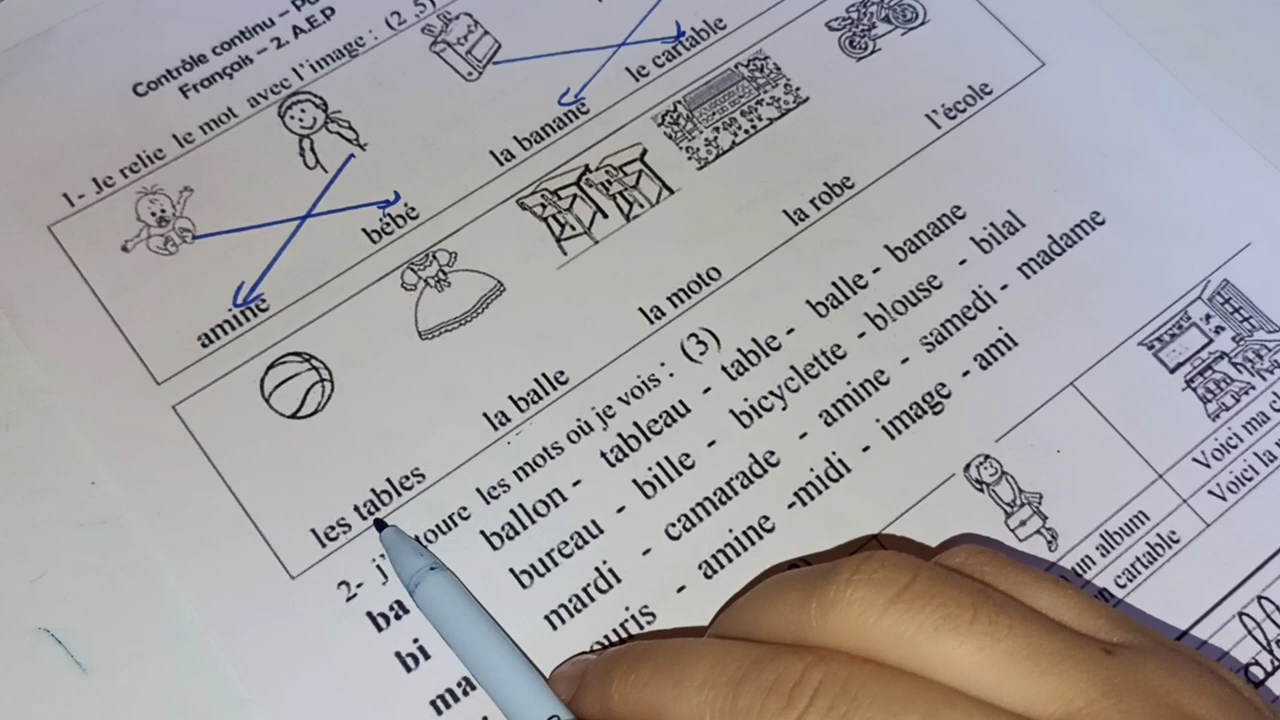 Contrôle continu –
Français – 2. A.E.P
1- Je relie le mot avec l'image : (2 ,5)
amine bébé la banane le cartable
les tables la balle la moto la robe l'école
2- les mots où je vois : (3)
ba ballon - tableau - table - balle - banane
bi bureau - bille - bicyclette - blouse - bilal
ma mardi - camarade - amine - samedi - madame
- amine -midi - image - ami
Voici ma
Voici la
un album
cartable